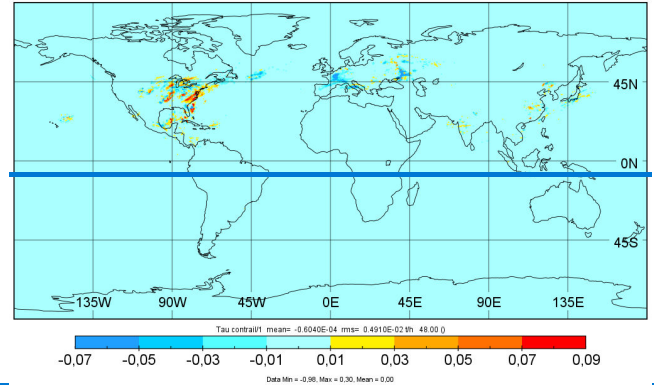 45N
0N
45S
135W 90W 45W 0E 45E 90E 135E
Tau contrail/1 mean= -0.6040E-04 rms= 0.4910E-02 t/h 48.00 ()
-0,07 -0,05 -0,03 -0,01 0,01 0,03 0,05 0,07 0,09
Data Min = -0,98, Max = 0,30, Mean = 0,00